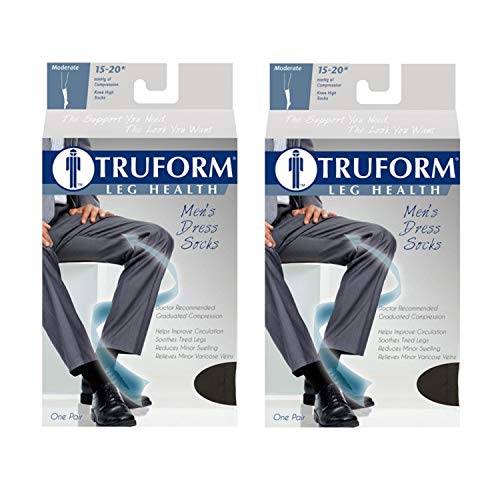 Moderate
15-20*
mmHg of
Compression
Knee High
Socks
The Support You Need,
The Look You Want
TRUFORM®
LEG HEALTH
TM
Men's
Dress
Socks
Doctor Recommended
Graduated Compression
Helps Improve Circulation
Soothes Tired Legs
Reduces Minor Swelling
Relieves Minor Varicose Veins
One Pair
Moderate
15-20*
mmHg of
Compression
Knee High
Socks
The Support You Need,
The Look You Want
TRUFORM®
LEG HEALTH
TM
Men's
Dress
Socks
Doctor Recommended
Graduated Compression
Helps Improve Circulation
Soothes Tired Legs
Reduces Minor Swelling
Relieves Minor Varicose Veins
One Pair